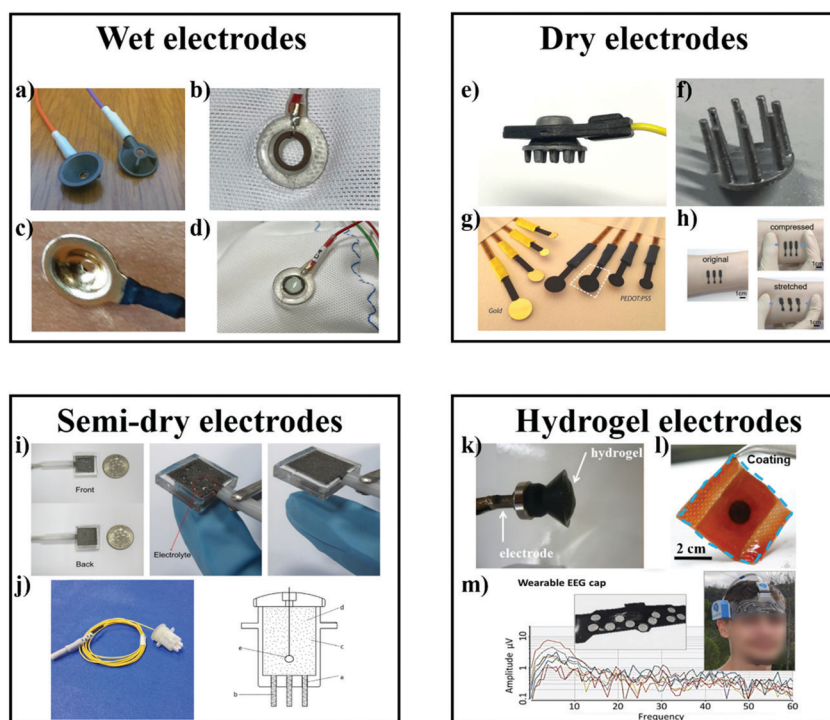 Wet electrodes
a)
b)
c)
d)
Dry electrodes
e)
f)
g)
Gold
PEDOT:PSS
h)
original
1cm
compressed
1cm
stretched
1cm
Semi-dry electrodes
i)
Front
Back
Electrolyte
j)
d
c
e
a
b
Hydrogel electrodes
k)
hydrogel
electrode
l)
Coating
2 cm
m)
Wearable EEG cap
Amplitude µV
10
1
0.1
10 20 30 40 50 60
Frequency